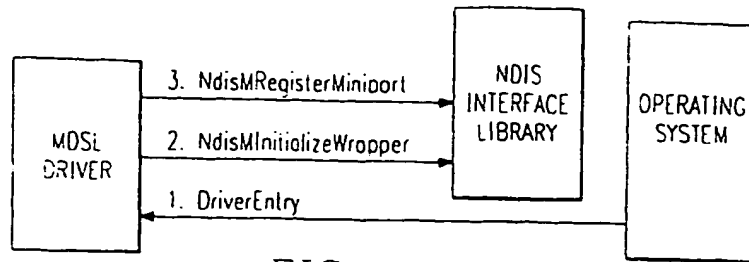 3. NdisMRegisterMiniport
2. NdisMInitializeWrapper
1. DriverEntry
MDSL
DRIVER
NDIS
INTERFACE
LIBRARY
OPERATING
SYSTEM